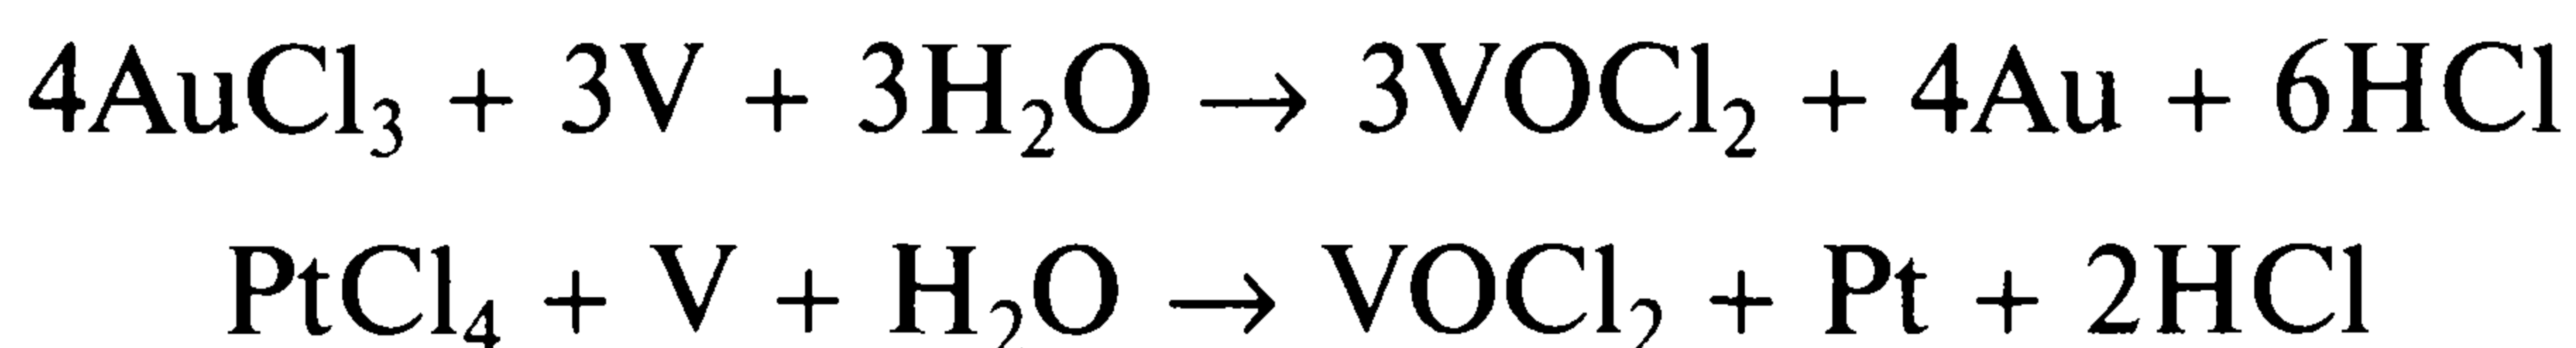 4AuCl₃ + 3V + 3H₂O → 3VOCl₂ + 4Au + 6HCl
PtCl₄ + V + H₂O → VOCl₂ + Pt + 2HCl